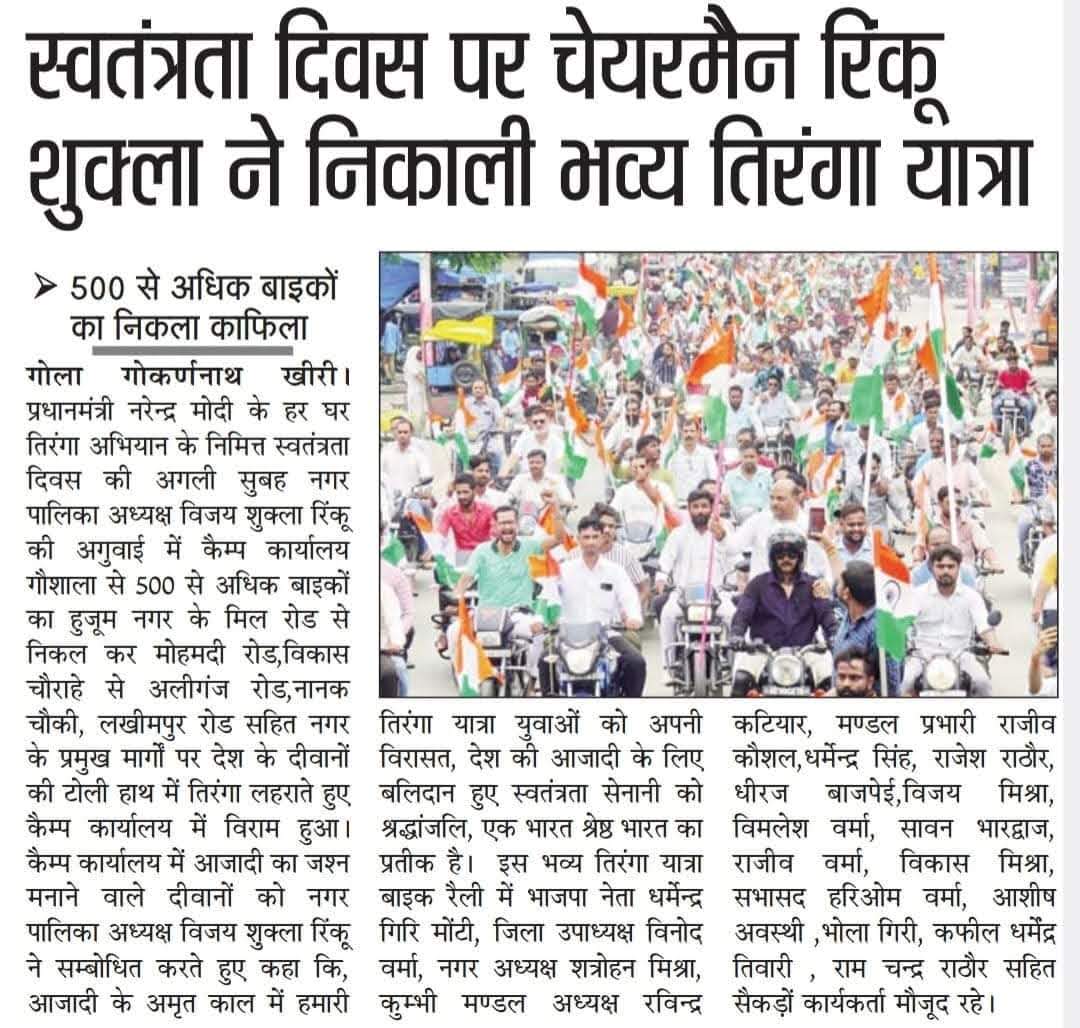 स्वतंत्रता दिवस पर चेयरमैन रिंकू
शुक्ला ने निकाली भव्य तिरंगा यात्रा
➤ 500 से अधिक बाइकों
का निकला काफिला
गोला गोकर्णनाथ खीरी।
प्रधानमंत्री नरेन्द्र मोदी के हर घर
तिरंगा अभियान के निमित्त स्वतंत्रता
दिवस की अगली सुबह नगर
पालिका अध्यक्ष विजय शुक्ला रिंकू
की अगुवाई में कैम्प कार्यालय
गौशाला से 500 से अधिक बाइकों
का हुजूम नगर के मिल रोड से
निकल कर मोहमदी रोड,विकास
चौराहे से अलीगंज रोड,नानक
चौकी, लखीमपुर रोड सहित नगर
के प्रमुख मार्गों पर देश के दीवानों
की टोली हाथ में तिरंगा लहराते हुए
कैम्प कार्यालय में विराम हुआ।
कैम्प कार्यालय में आजादी का जश्न
मनाने वाले दीवानों को नगर
पालिका अध्यक्ष विजय शुक्ला रिंकू
ने सम्बोधित करते हुए कहा कि,
आजादी के अमृत काल में हमारी
तिरंगा यात्रा युवाओं को अपनी
विरासत, देश की आजादी के लिए
बलिदान हुए स्वतंत्रता सेनानी को
श्रद्धांजलि, एक भारत श्रेष्ठ भारत का
प्रतीक है। इस भव्य तिरंगा यात्रा
बाइक रैली में भाजपा नेता धर्मेन्द्र
गिरि मोंटी, जिला उपाध्यक्ष विनोद
वर्मा, नगर अध्यक्ष शत्रोहन मिश्रा,
कुम्भी मण्डल अध्यक्ष रविन्द्र
कटियार, मण्डल प्रभारी राजीव
कौशल,धर्मेन्द्र सिंह, राजेश राठौर,
धीरज बाजपेई,विजय मिश्रा,
विमलेश वर्मा, सावन भारद्वाज,
राजीव वर्मा, विकास मिश्रा,
सभासद हरिओम वर्मा, आशीष
अवस्थी ,भोला गिरी, कफील धर्मेंद्र
तिवारी , राम चन्द्र राठौर सहित
सैकड़ों कार्यकर्ता मौजूद रहे।